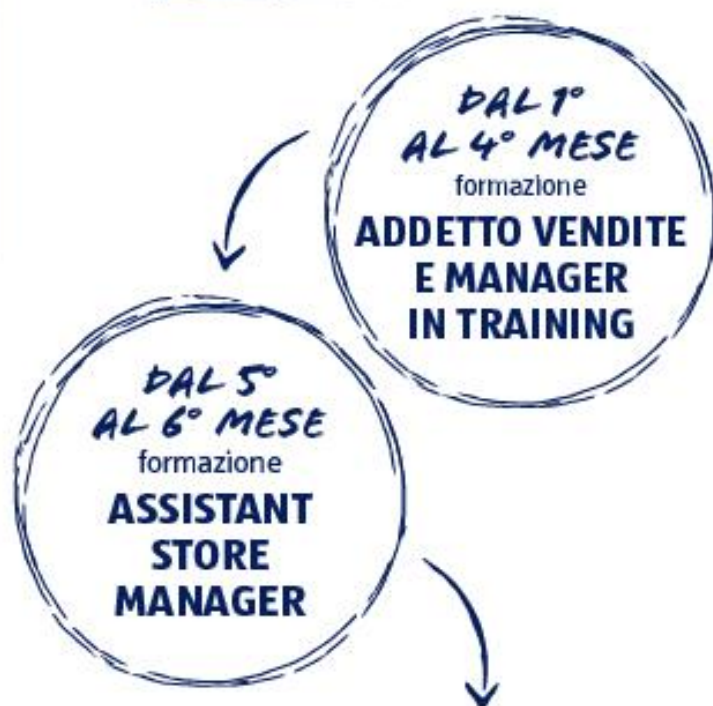 DAL 1°
AL 4° MESE
formazione
ADDETTO VENDITE
E MANAGER
IN TRAINING
DAL 5°
AL 6° MESE
formazione
ASSISTANT
STORE
MANAGER